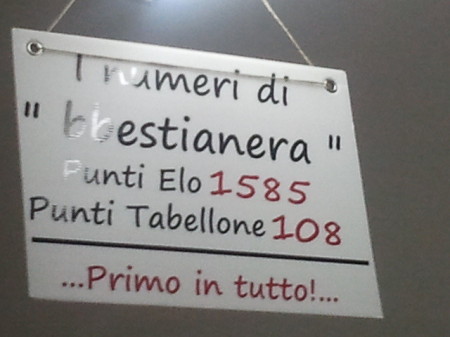 I numeri di
" bbestianera "
Punti Elo 1585
Punti Tabellone 108
...Primo in tutto!...